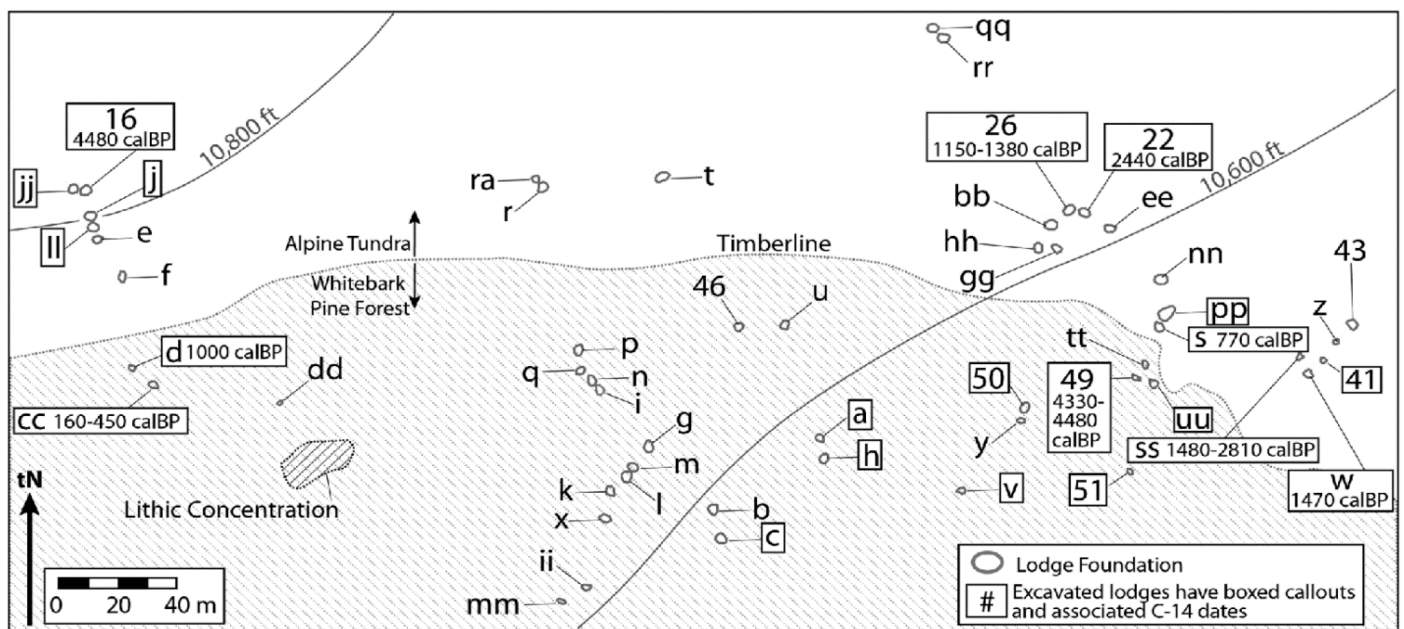 qq
rr
16
4480 calBP
10,800 ft
26
1150-1380 calBP
22
2440 calBP
10,600 ft
jj
j
ra
t
r
bb
ee
ll
e
Alpine Tundra
Timberline
hh
gg
f
Whitebark
Pine Forest
46
u
nn
43
pp
z
s 770 calBP
d 1000 calBP
p
tt
q
n
i
dd
50
49
4330-
4480
calBP
41
uu
cc 160-450 calBP
a
g
y
ss 1480-2810 calBP
h
m
tN
k
l
v
51
w
1470 calBP
Lithic Concentration
x
b
c
ii
mm
0 20 40 m
Lodge Foundation
# Excavated lodges have boxed callouts
and associated C-14 dates